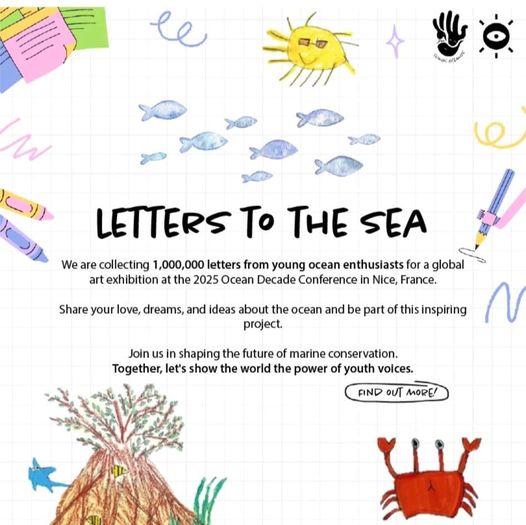 LETTERS TO THE SEA
We are collecting 1,000,000 letters from young ocean enthusiasts for a global
art exhibition at the 2025 Ocean Decade Conference in Nice, France.
Share your love, dreams, and ideas about the ocean and be part of this inspiring
project.
Join us in shaping the future of marine conservation.
Together, let's show the world the power of youth voices.
FIND OUT MORE!